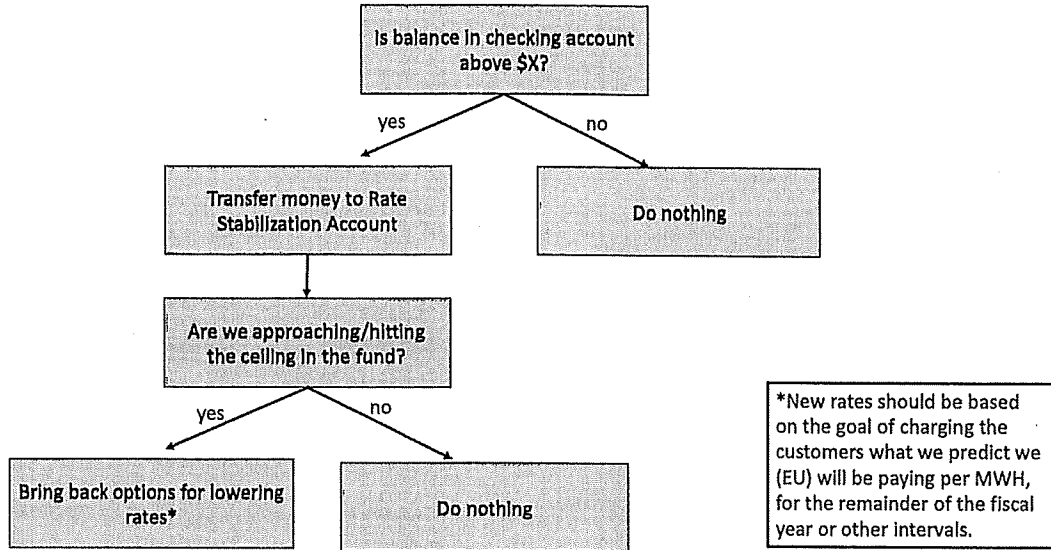 Is balance in checking account
above $X?
yes
no
Transfer money to Rate
Stabilization Account
Do nothing
Are we approaching/hitting
the ceiling in the fund?
yes
no
Bring back options for lowering
rates*
Do nothing
*New rates should be based
on the goal of charging the
customers what we predict we
(EU) will be paying per MWH,
for the remainder of the fiscal
year or other intervals.